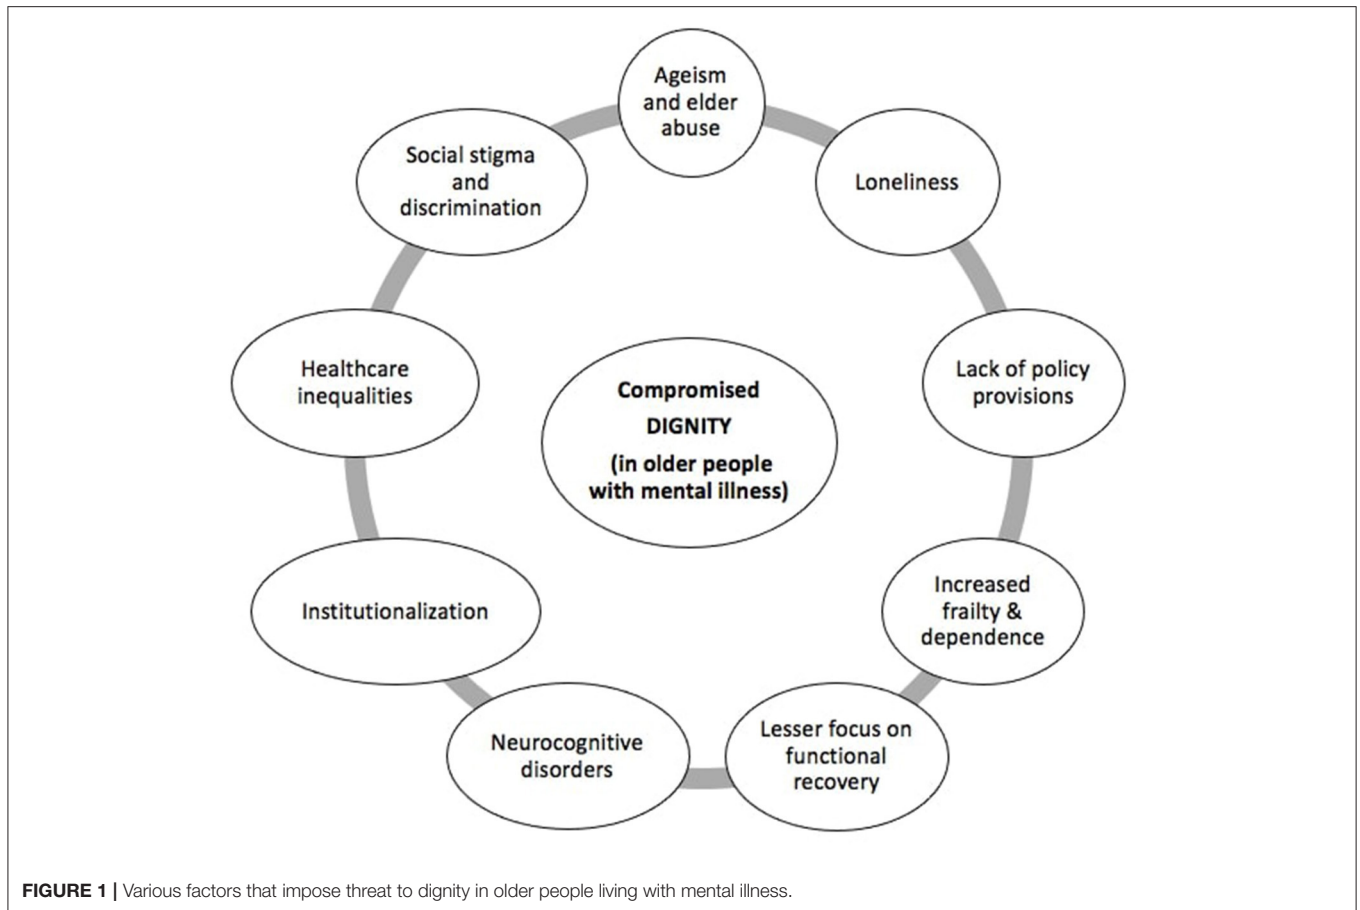 Ageism
and elder
abuse
Social stigma
and
discrimination
Loneliness
Healthcare
inequalities
Compromised
DIGNITY
(in older people
with mental illness)
Lack of policy
provisions
Institutionalization
Increased
frailty &
dependence
Neurocognitive
disorders
Lesser focus on
functional
recovery
FIGURE 1 | Various factors that impose threat to dignity in older people living with mental illness.